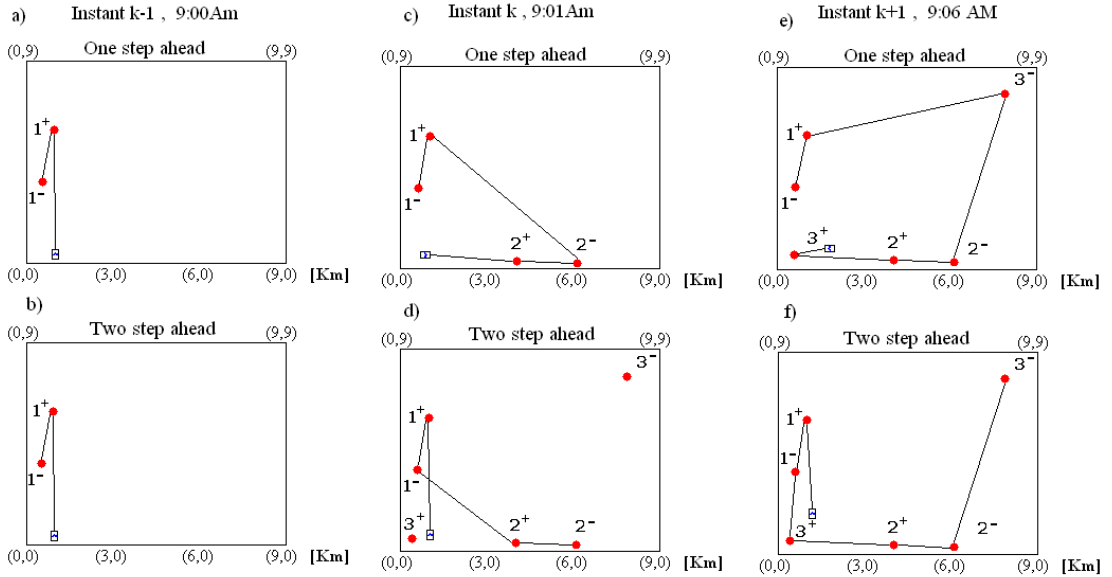 a) Instant k-1 , 9:00Am
One step ahead
(0,9) (9,9)
1+
1-
(0,0) (3,0) (6,0) (9,0) [Km]
b)
Two step ahead
(0,9) (9,9)
1+
1-
(0,0) (3,0) (6,0) (9,0) [Km]
c) Instant k , 9:01Am
One step ahead
(0,9) (9,9)
1+
1-
2+ 2-
(0,0) (3,0) (6,0) (9,0) [Km]
d)
Two step ahead
(0,9) (9,9)
3-
1+
1-
3+ 2+ 2-
(0,0) (3,0) (6,0) (9,0) [Km]
e) Instant k+1 , 9:06 AM
One step ahead
(0,9) (9,9)
3-
1+
1-
3+ 2+ 2-
(0,0) (3,0) (6,0) (9,0) [Km]
f)
Two step ahead
(0,9) (9,9)
3-
1+
1-
3+ 2+ 2-
(0,0) (3,0) (6,0) (9,0) [Km]